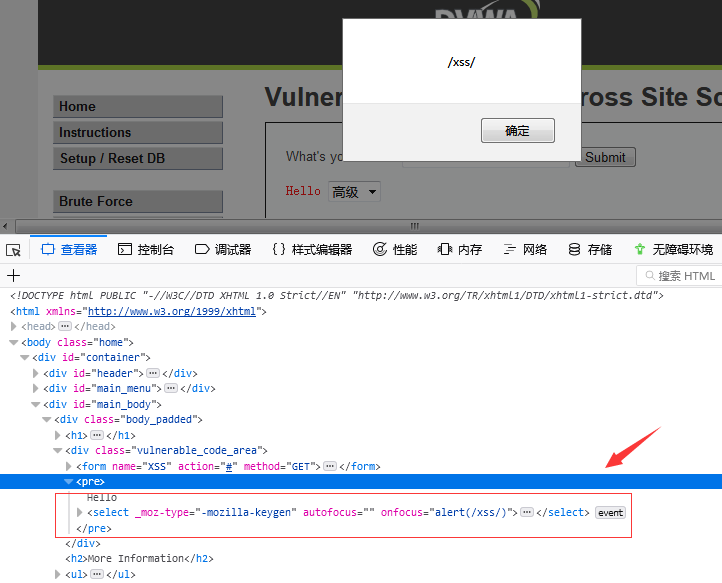 DVWA
/xss/
确定
Home
Instructions
Setup / Reset DB
Brute Force
Vulner
ross Site Sc
What's yo
Submit
Hello 高级
查看器 控制台 调试器 {} 样式编辑器 性能 内存 网络 存储 无障碍环境
+ 搜索 HTML
<!DOCTYPE html PUBLIC "-//W3C//DTD XHTML 1.0 Strict//EN" "http://www.w3.org/TR/xhtml1/DTD/xhtml1-strict.dtd">
<html xmlns="http://www.w3.org/1999/xhtml">
<head>…</head>
<body class="home">
<div id="container">
<div id="header">…</div>
<div id="main_menu">…</div>
<div id="main_body">
<div class="body_padded">
<h1>…</h1>
<div class="vulnerable_code_area">
<form name="XSS" action="#" method="GET">…</form>
<pre>
Hello
<select _moz-type="-mozilla-keygen" autofocus="" onfocus="alert(/xss/)">…</select> event
</pre>
</div>
<h2>More Information</h2>
<ul>…</ul>